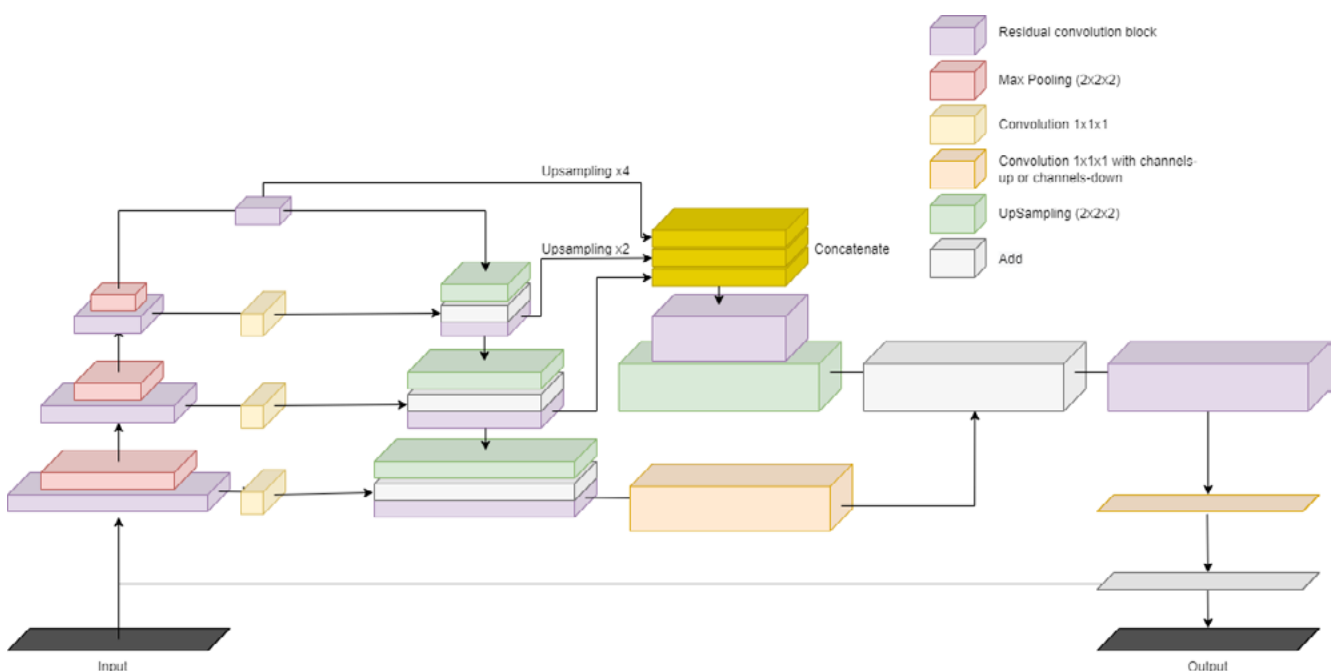 Residual convolution block
Max Pooling (2x2x2)
Convolution 1x1x1
Convolution 1x1x1 with channels-
up or channels-down
UpSampling (2x2x2)
Add
Upsampling x4
Upsampling x2
Concatenate
Input
Output